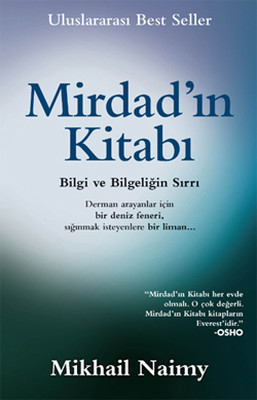 Uluslararası Best Seller
Mirdad'ın
Kitabı
Bilgi ve Bilgeliğin Sırrı
Derman arayanlar için
bir deniz feneri,
sığınmak isteyenlere bir liman...
“Mirdad'ın Kitabı her evde
olmalı. O çok değerli.
Mirdad'ın Kitabı kitapların
Everest'idir.”
-OSHO
Mikhail Naimy